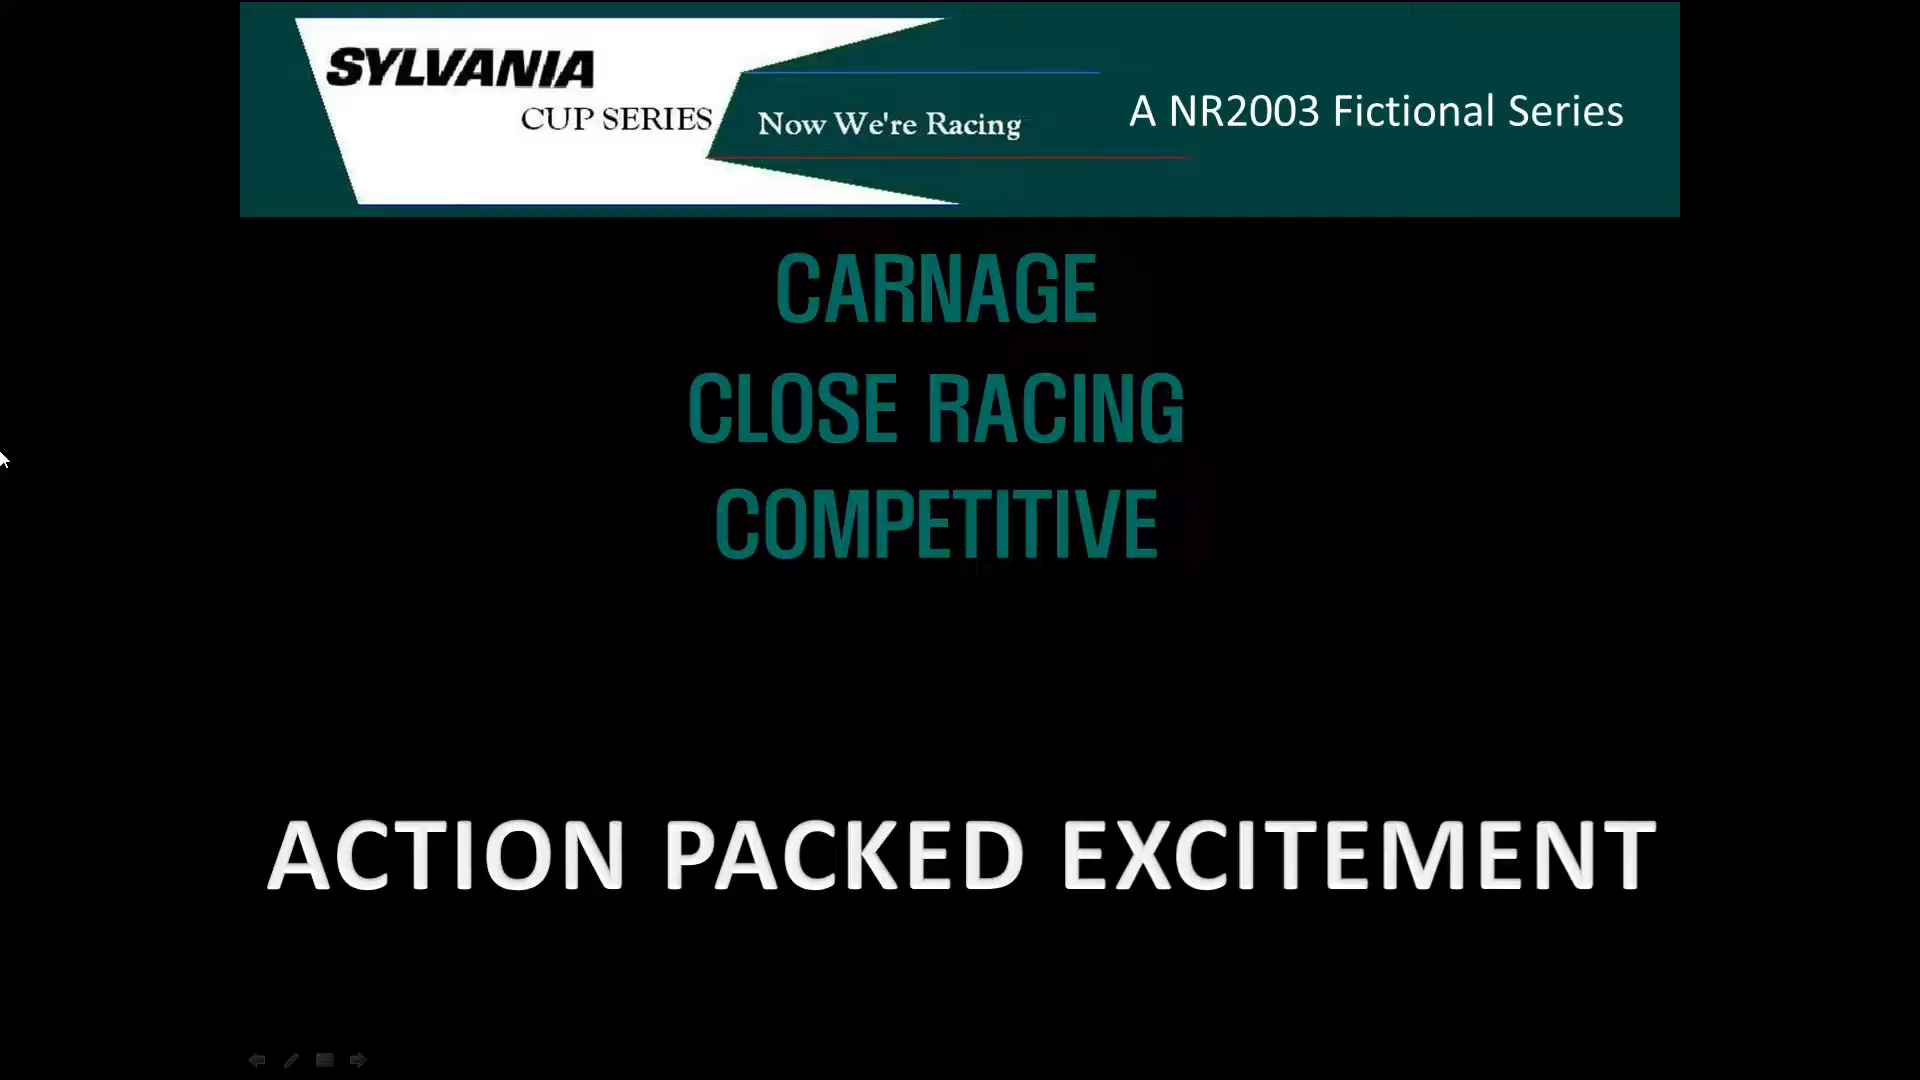 SYLVANIA
CUP SERIES
Now We're Racing
A NR2003 Fictional Series
CARNAGE
CLOSE RACING
COMPETITIVE
ACTION PACKED EXCITEMENT